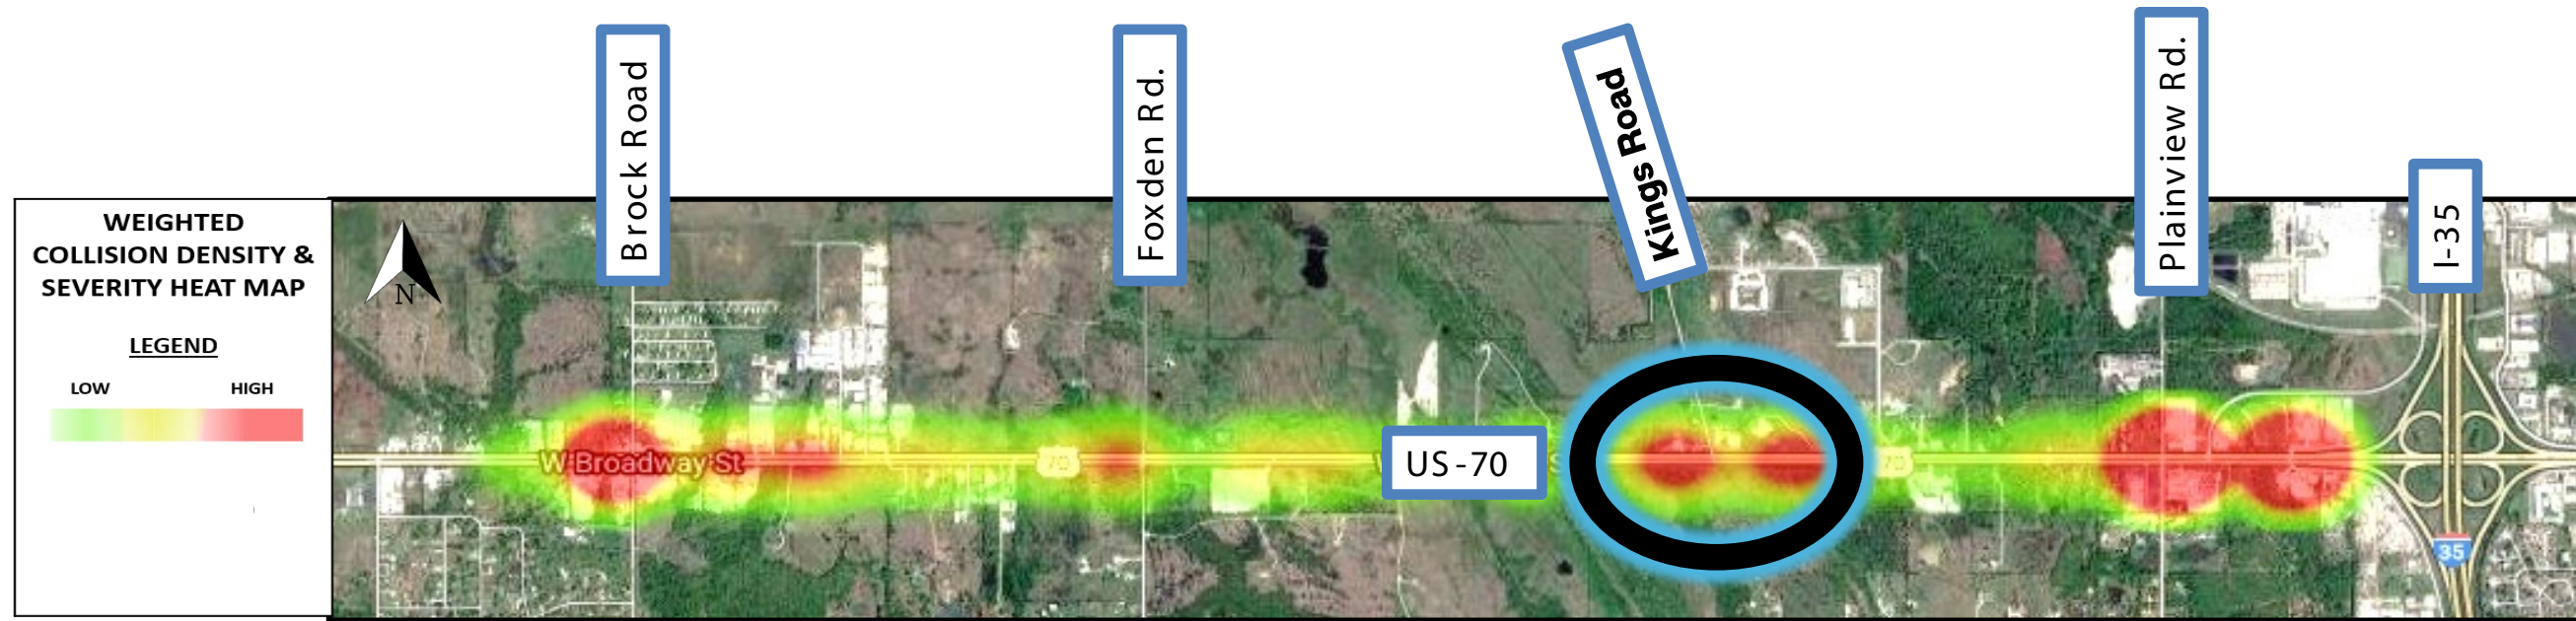 WEIGHTED
COLLISION DENSITY &
SEVERITY HEAT MAP
LEGEND
LOW HIGH
N
Brock Road
Foxden Rd.
Kings Road
Plainview Rd.
I-35
W Broadway St
70
US-70
70
35